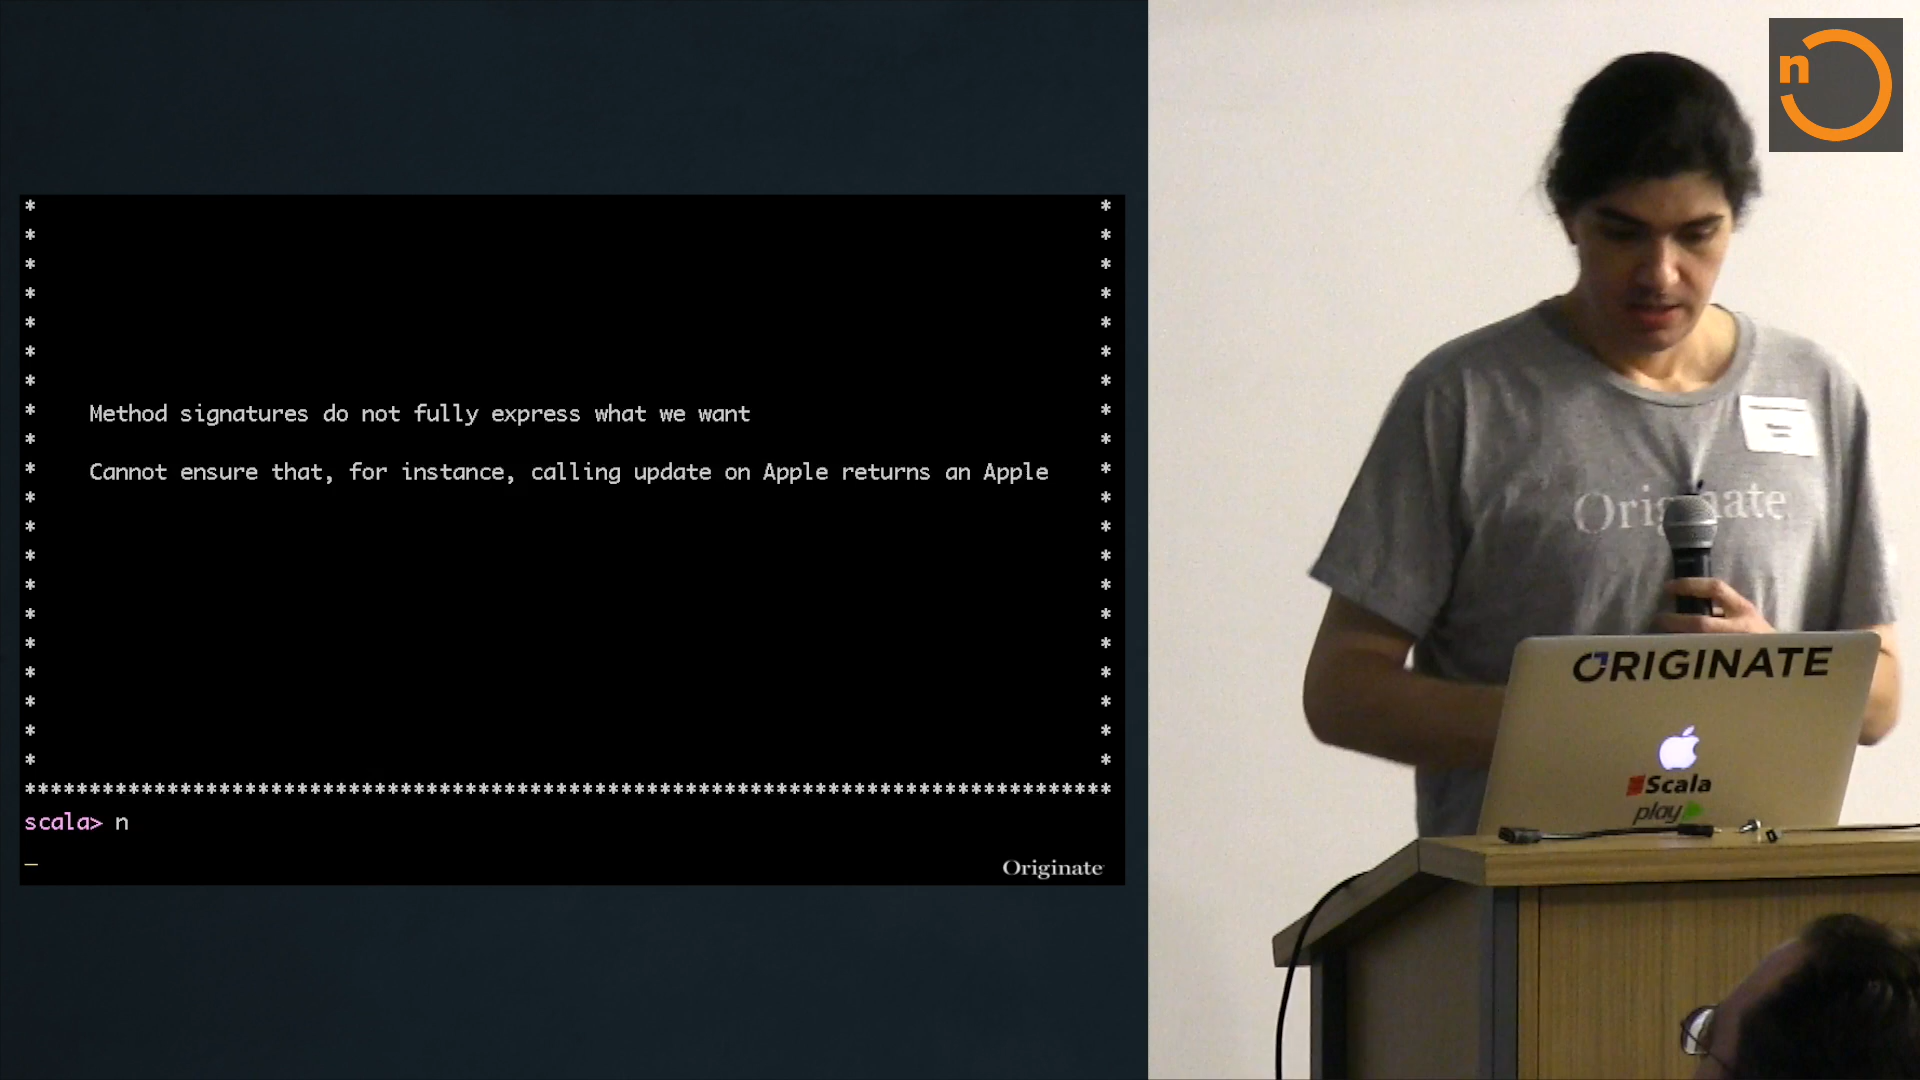 Method signatures do not fully express what we want
Cannot ensure that, for instance, calling update on Apple returns an Apple
********************************************************************************
scala> n
_
Originate
n
ORIGINATE
Scala
play